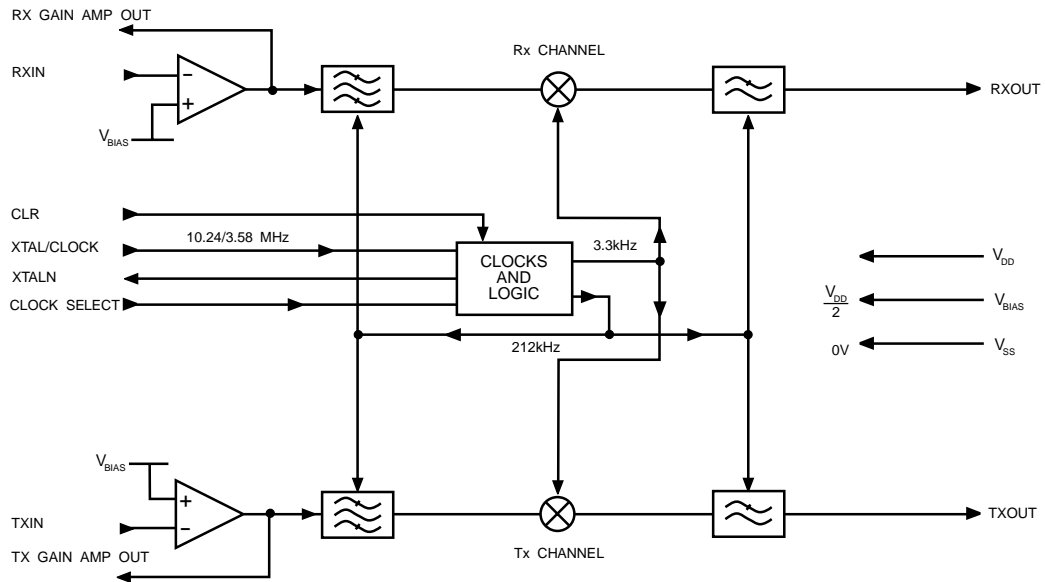 RX GAIN AMP OUT
Rx CHANNEL
RXIN
−
+
RXOUT
VBIAS
CLR
XTAL/CLOCK
10.24/3.58 MHz
3.3kHz
XTALN
CLOCKS
AND
LOGIC
CLOCK SELECT
212kHz
VDD
VDD
2
VBIAS
0V
VSS
VBIAS
+
−
TXIN
TXOUT
TX GAIN AMP OUT
Tx CHANNEL